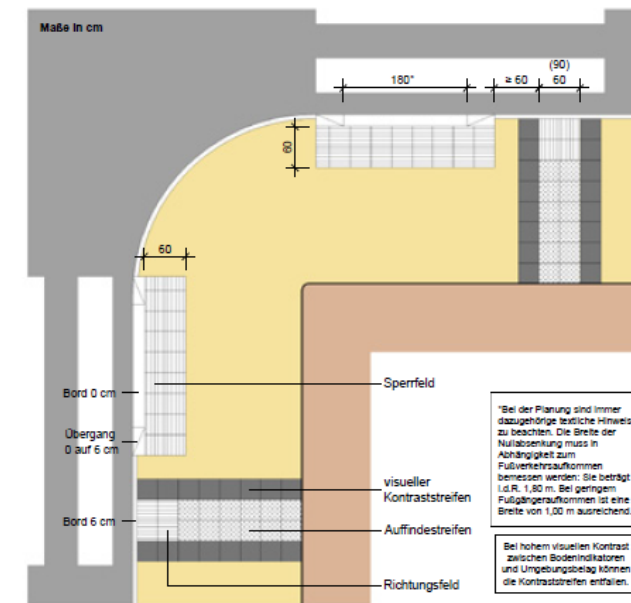 Maße in cm
(90)
180*
≥ 60
60
60
60
Sperrfeld
Bord 0 cm
Übergang
0 auf 6 cm
visueller
Kontraststreifen
Bord 6 cm
Auffindestreifen
Richtungsfeld
*Bei der Planung sind immer
dazugehörige textliche Hinweis
zu beachten. Die Breite der
Nullabsenkung muss in
Abhängigkeit zum
Fußverkehrsaufkommen
bemessen werden: Sie beträgt
i.d.R. 1,80 m. Bei geringem
Fußgängeraufkommen ist eine
Breite von 1,00 m ausreichend.
Bei hohem visuellen Kontrast
zwischen Bodenindikatoren
und Umgebungsbelag können
die Kontraststreifen entfallen.